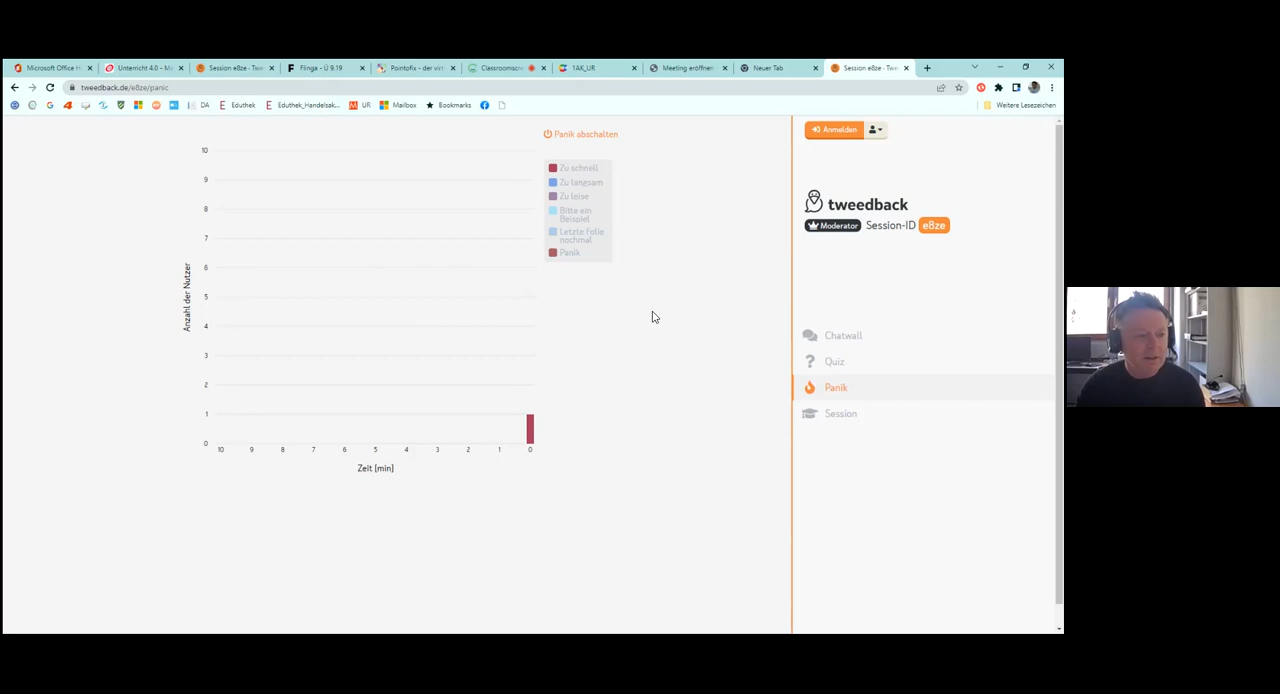 Microsoft Office H
Unterricht 4.0 - M
Session e8ze - Twe
Flinga - Ü 9.19
Pointofix - der virt
Classroomscre
1AK_UR
Meeting eröffnen
Neuer Tab
Session e8ze - Twe
tweedback.de/e8ze/panic
DA
Eduthek
Eduthek_Handelsak...
UR
Mailbox
Bookmarks
Weitere Lesezeichen
Panik abschalten
Zu schnell
Zu langsam
Zu leise
Bitte ein
Beispiel
Letzte Folie
nochmal
Panik
Anzahl der Nutzer
10
9
8
7
6
5
4
3
2
1
0
10 9 8 7 6 5 4 3 2 1 0
Zeit [min]
Anmelden
tweedback
Moderator Session-ID e8ze
Chatwall
Quiz
Panik
Session